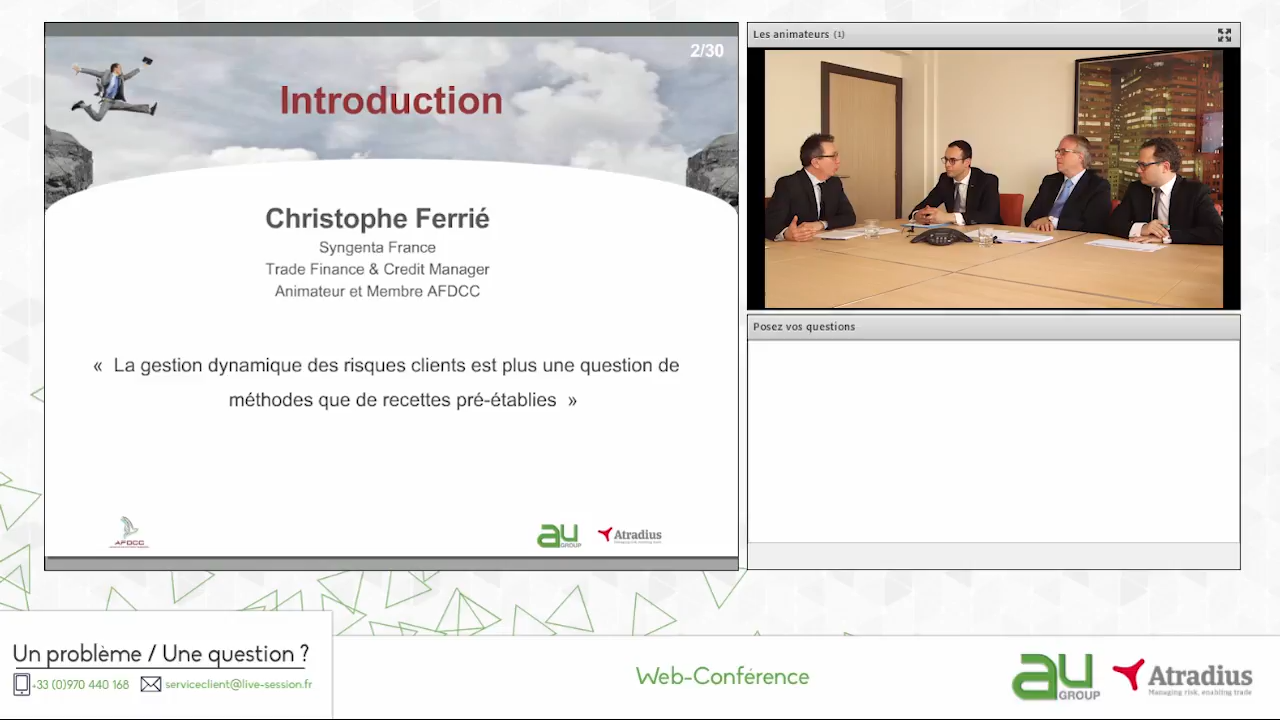 2/30
Introduction
Christophe Ferrié
Syngenta France
Trade Finance & Credit Manager
Animateur et Membre AFDCC
« La gestion dynamique des risques clients est plus une question de
méthodes que de recettes pré-établies »
AFDCC
au
GROUP
Atradius
Les animateurs (1)
Posez vos questions
Un problème / Une question ?
+33 (0)970 440 168
serviceclient@live-session.fr
Web-Conférence
au
GROUP
Atradius
Managing risk, enabling trade